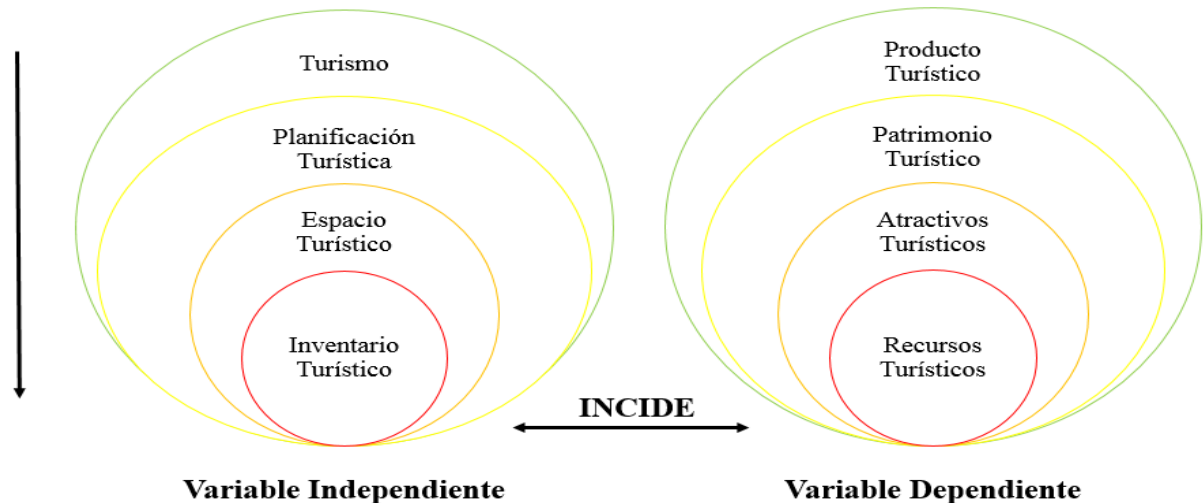 Turismo
Planificación
Turística
Espacio
Turístico
Inventario
Turístico
Producto
Turístico
Patrimonio
Turístico
Atractivos
Turísticos
Recursos
Turísticos
INCIDE
Variable Independiente
Variable Dependiente